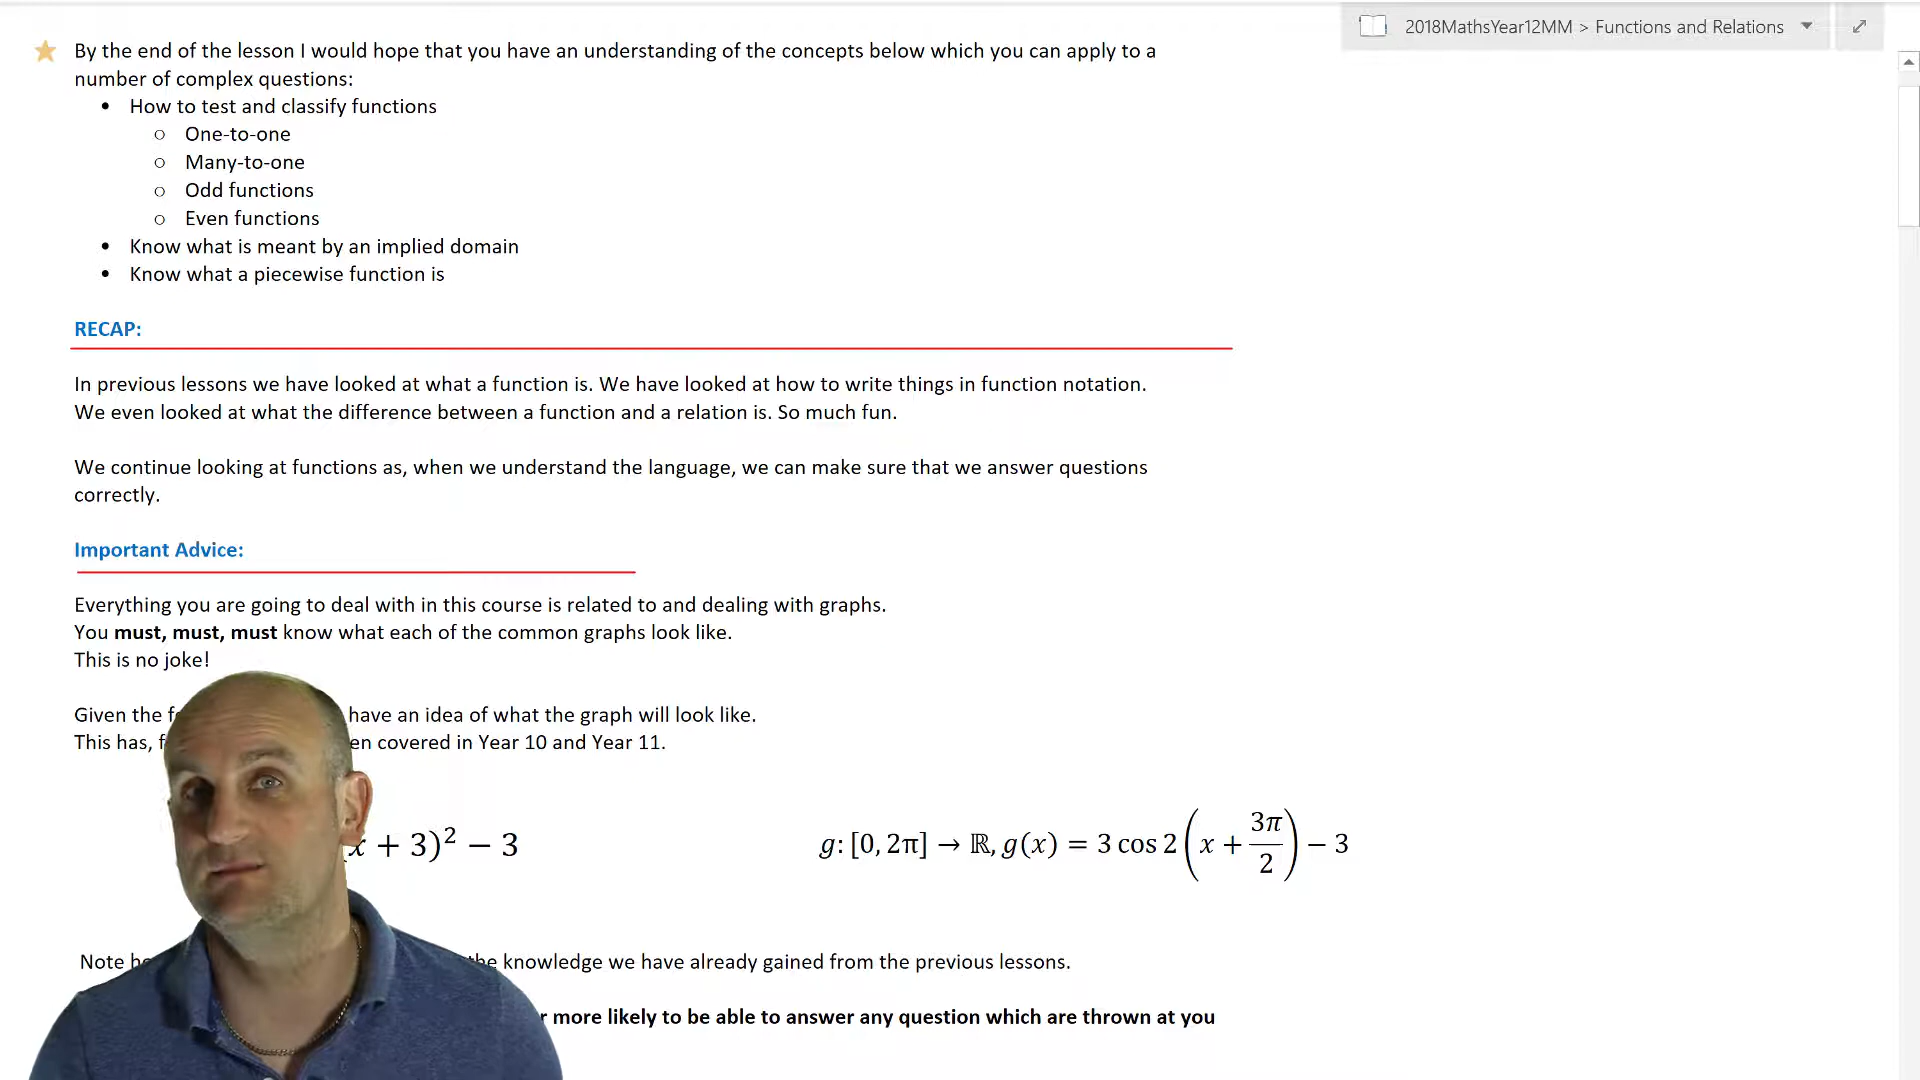 2018MathsYear12MM > Functions and Relations
By the end of the lesson I would hope that you have an understanding of the concepts below which you can apply to a
number of complex questions:
• How to test and classify functions
○ One-to-one
○ Many-to-one
○ Odd functions
○ Even functions
• Know what is meant by an implied domain
• Know what a piecewise function is
RECAP:
In previous lessons we have looked at what a function is. We have looked at how to write things in function notation.
We even looked at what the difference between a function and a relation is. So much fun.
We continue looking at functions as, when we understand the language, we can make sure that we answer questions
correctly.
Important Advice:
Everything you are going to deal with in this course is related to and dealing with graphs.
You must, must, must know what each of the common graphs look like.
This is no joke!
Given the have an idea of what the graph will look like.
This has, covered in Year 10 and Year 11.
x + 3)² − 3
g: [0, 2π] → ℝ, g(x) = 3 cos 2(x + 3π/2) − 3
Note the knowledge we have already gained from the previous lessons.
more likely to be able to answer any question which are thrown at you